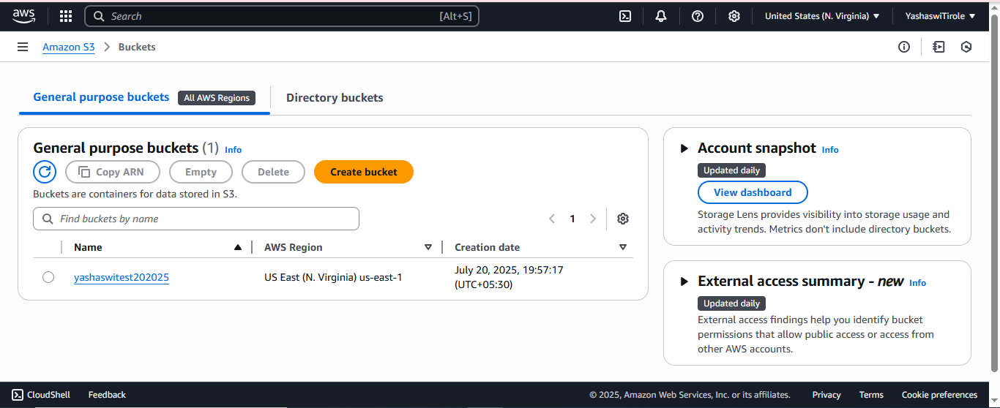 aws
Search [Alt+S]
United States (N. Virginia)
YashaswiTirole
Amazon S3
Buckets
General purpose buckets All AWS Regions
Directory buckets
General purpose buckets (1) Info
Copy ARN
Empty
Delete
Create bucket
Buckets are containers for data stored in S3.
Find buckets by name
1
Name
AWS Region
Creation date
yashaswitest202025
US East (N. Virginia) us-east-1
July 20, 2025, 19:57:17
(UTC+05:30)
Account snapshot Info
Updated daily
View dashboard
Storage Lens provides visibility into storage usage and
activity trends. Metrics don't include directory buckets.
External access summary - new Info
Updated daily
External access findings help you identify bucket
permissions that allow public access or access from
other AWS accounts.
CloudShell
Feedback
© 2025, Amazon Web Services, Inc. or its affiliates.
Privacy
Terms
Cookie preferences